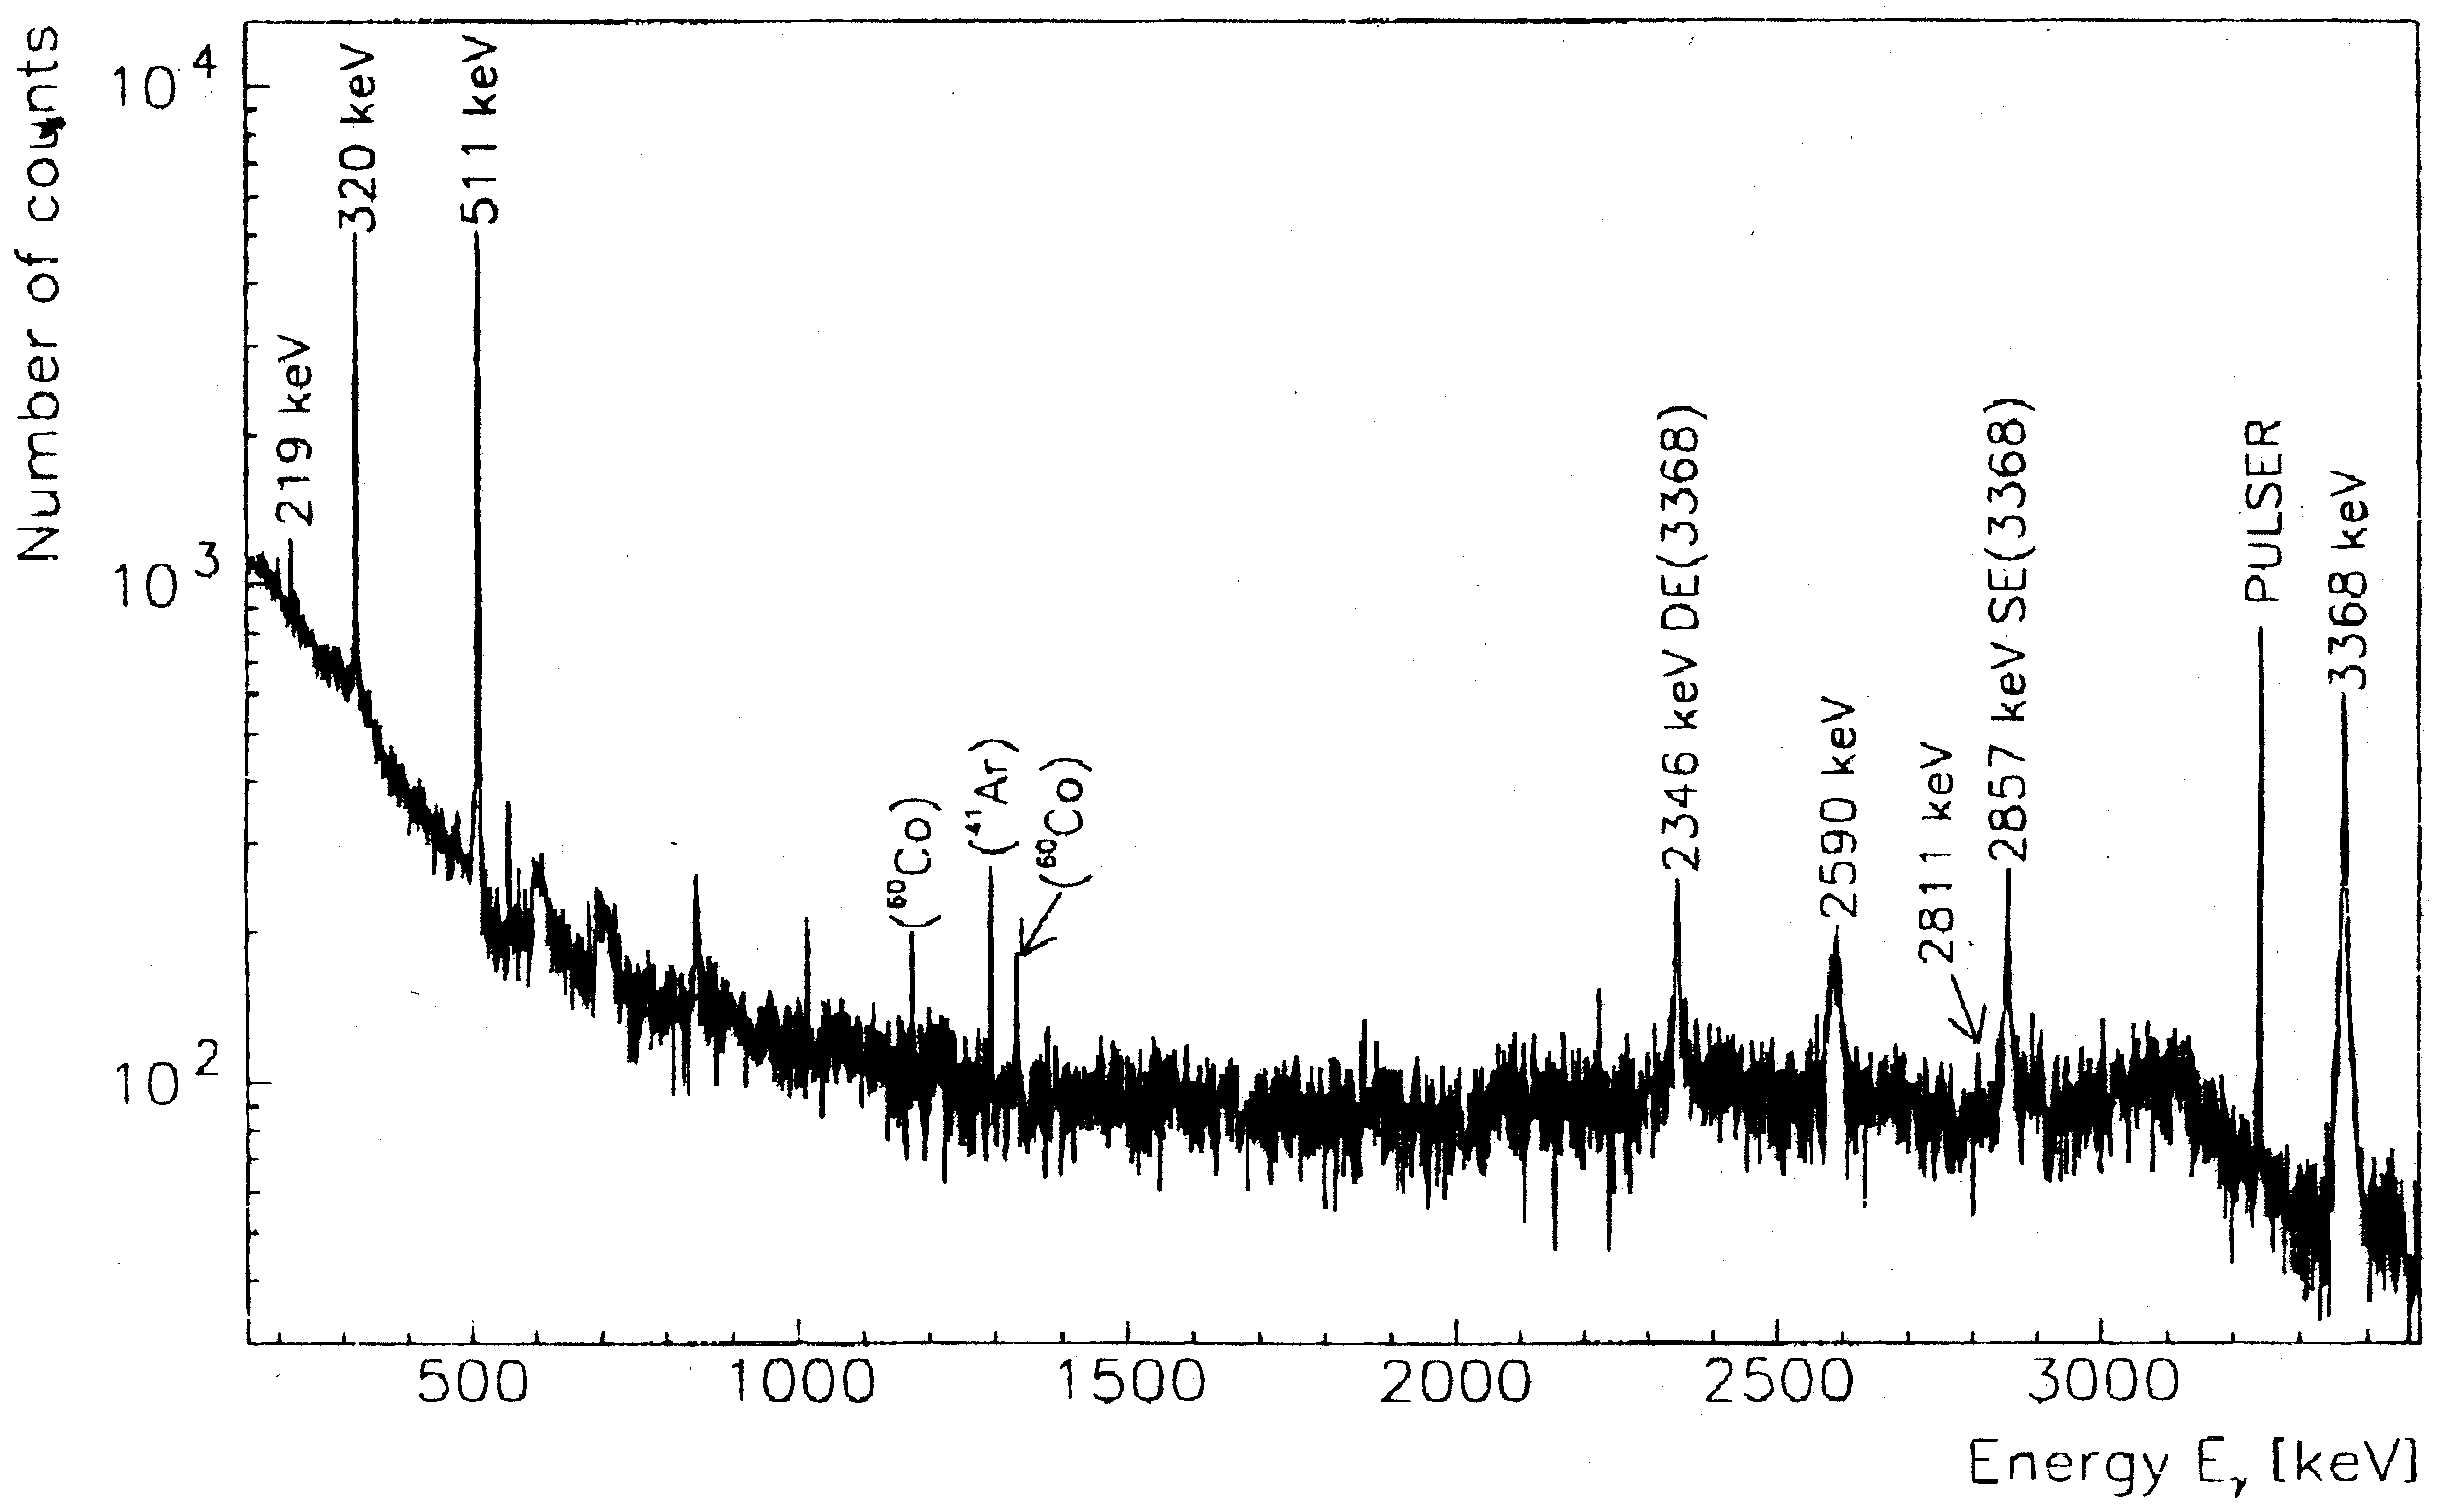 Number of counts
10⁴
10³
10²
219 keV
320 keV
511 keV
(⁶⁰Co)
(⁴¹Ar)
(⁶⁰Co)
2346 keV DE(3368)
2590 keV
2811 keV
2857 keV SE(3368)
PULSER
3368 keV
500 1000 1500 2000 2500 3000
Energy Eᵧ [keV]